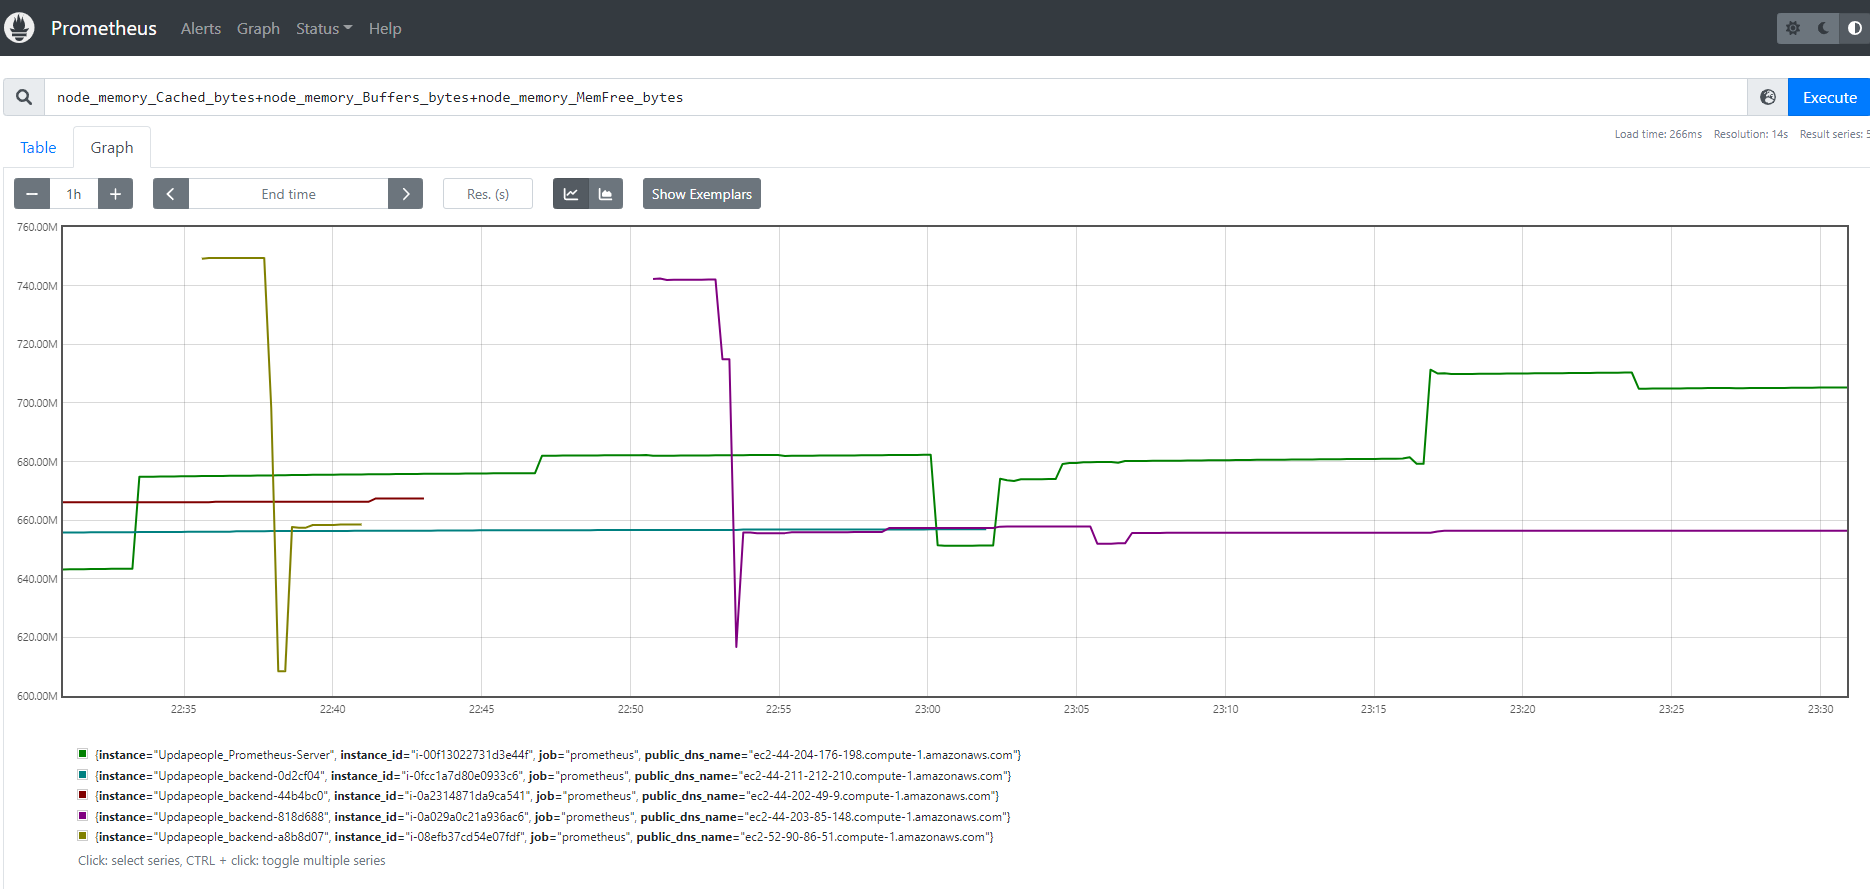 Prometheus Alerts Graph Status Help
node_memory_Cached_bytes+node_memory_Buffers_bytes+node_memory_MemFree_bytes Execute
Load time: 266ms Resolution: 14s Result series: 5
Table Graph
1h End time Res. (s) Show Exemplars
760.00M
740.00M
720.00M
700.00M
680.00M
660.00M
640.00M
620.00M
600.00M
22:35 22:40 22:45 22:50 22:55 23:00 23:05 23:10 23:15 23:20 23:25 23:30
{instance="Updapeople_Prometheus-Server", instance_id="i-00f13022731d3e44f", job="prometheus", public_dns_name="ec2-44-204-176-198.compute-1.amazonaws.com"}
{instance="Updapeople_backend-0d2cf04", instance_id="i-0fcc1a7d80e0933c6", job="prometheus", public_dns_name="ec2-44-211-212-210.compute-1.amazonaws.com"}
{instance="Updapeople_backend-44b4bc0", instance_id="i-0a2314871da9ca541", job="prometheus", public_dns_name="ec2-44-202-49-9.compute-1.amazonaws.com"}
{instance="Updapeople_backend-818d688", instance_id="i-0a029a0c21a936ac6", job="prometheus", public_dns_name="ec2-44-203-85-148.compute-1.amazonaws.com"}
{instance="Updapeople_backend-a8b8d07", instance_id="i-08efb37cd54e07fdf", job="prometheus", public_dns_name="ec2-52-90-86-51.compute-1.amazonaws.com"}
Click: select series, CTRL + click: toggle multiple series